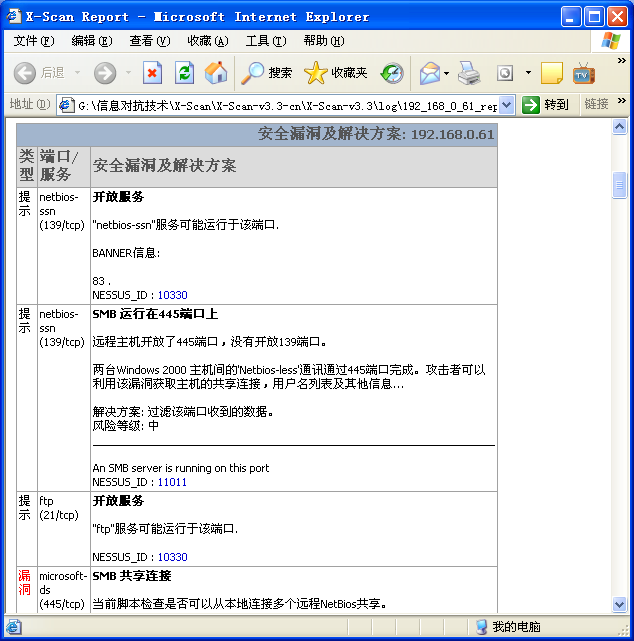 X-Scan Report - Microsoft Internet Explorer
文件(F) 编辑(E) 查看(V) 收藏(A) 工具(T) 帮助(H)
后退 搜索 收藏夹 TV
地址(D) G:\信息对抗技术\X-Scan\X-Scan-v3.3-cn\X-Scan-v3.3\log\192_168_0_61_rep 转到 链接
安全漏洞及解决方案: 192.168.0.61
类型 端口/服务 安全漏洞及解决方案
提示 netbios-ssn (139/tcp) 开放服务
"netbios-ssn"服务可能运行于该端口.
BANNER信息:
83 .
NESSUS_ID : 10330
提示 netbios-ssn (139/tcp) SMB 运行在445端口上
远程主机开放了445端口，没有开放139端口。
两台Windows 2000 主机间的'Netbios-less'通讯通过445端口完成。攻击者可以
利用该漏洞获取主机的共享连接，用户名列表及其他信息...
解决方案: 过滤该端口收到的数据。
风险等级: 中
An SMB server is running on this port
NESSUS_ID : 11011
提示 ftp (21/tcp) 开放服务
"ftp"服务可能运行于该端口.
NESSUS_ID : 10330
漏洞 microsoft-ds (445/tcp) SMB 共享连接
当前脚本检查是否可以从本地连接多个远程NetBios共享。
我的电脑